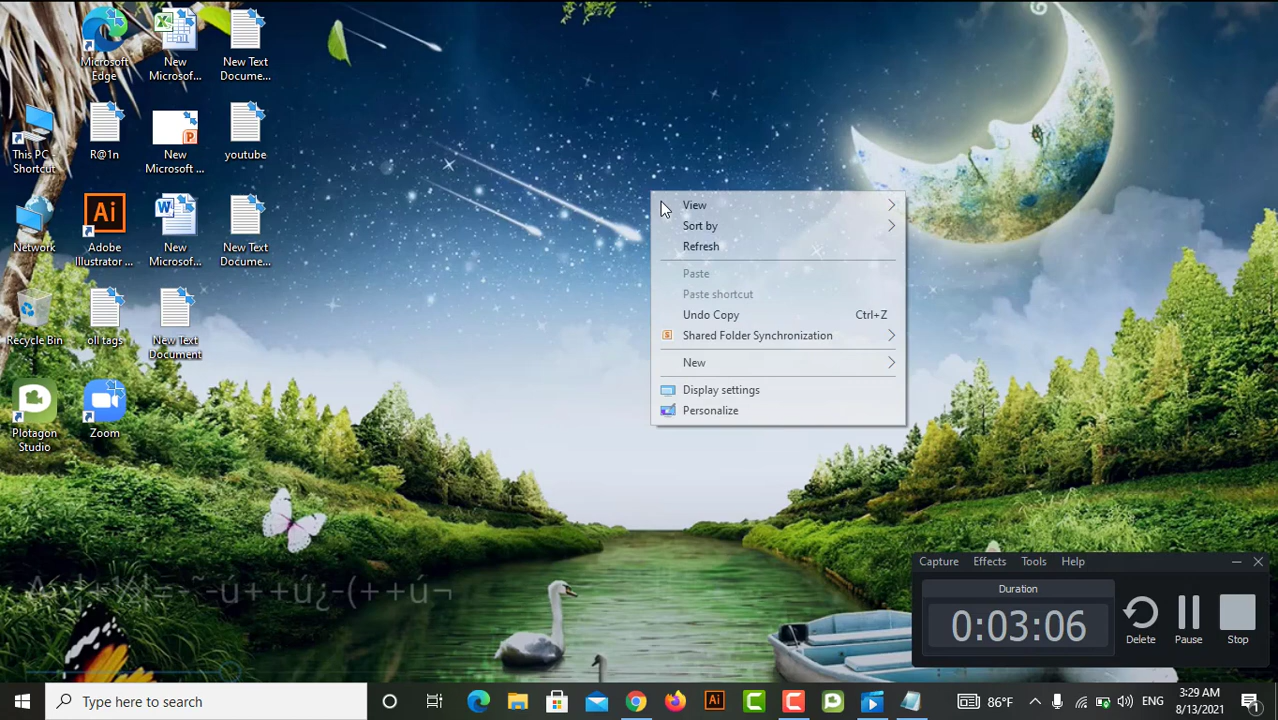 Microsoft
Edge
New
Microsof...
New Text
Docume...
This PC -
Shortcut
R@1n
New
Microsoft ...
youtube
Network
Ai
Adobe
Illustrator ...
New
Microsof...
New Text
Docume...
Recycle Bin
oll tags
New Text
Document
Plotagon
Studio
Zoom
View
Sort by
Refresh
Paste
Paste shortcut
Undo Copy Ctrl+Z
Shared Folder Synchronization
New
Display settings
Personalize
Capture Effects Tools Help
Duration
0:03:06
Delete Pause Stop
Type here to search
Ai
86°F
ENG
3:29 AM
8/13/2021
1